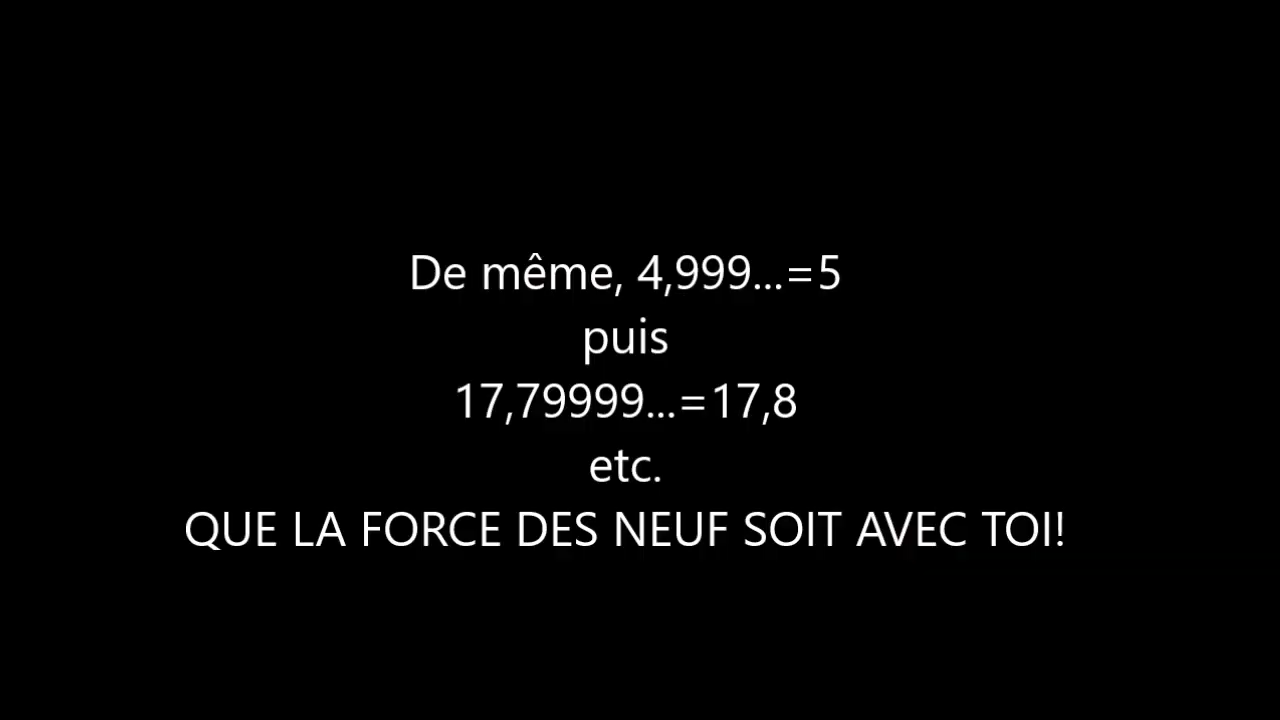 De même, 4,999...=5
puis
17,79999...=17,8
etc.
QUE LA FORCE DES NEUF SOIT AVEC TOI!